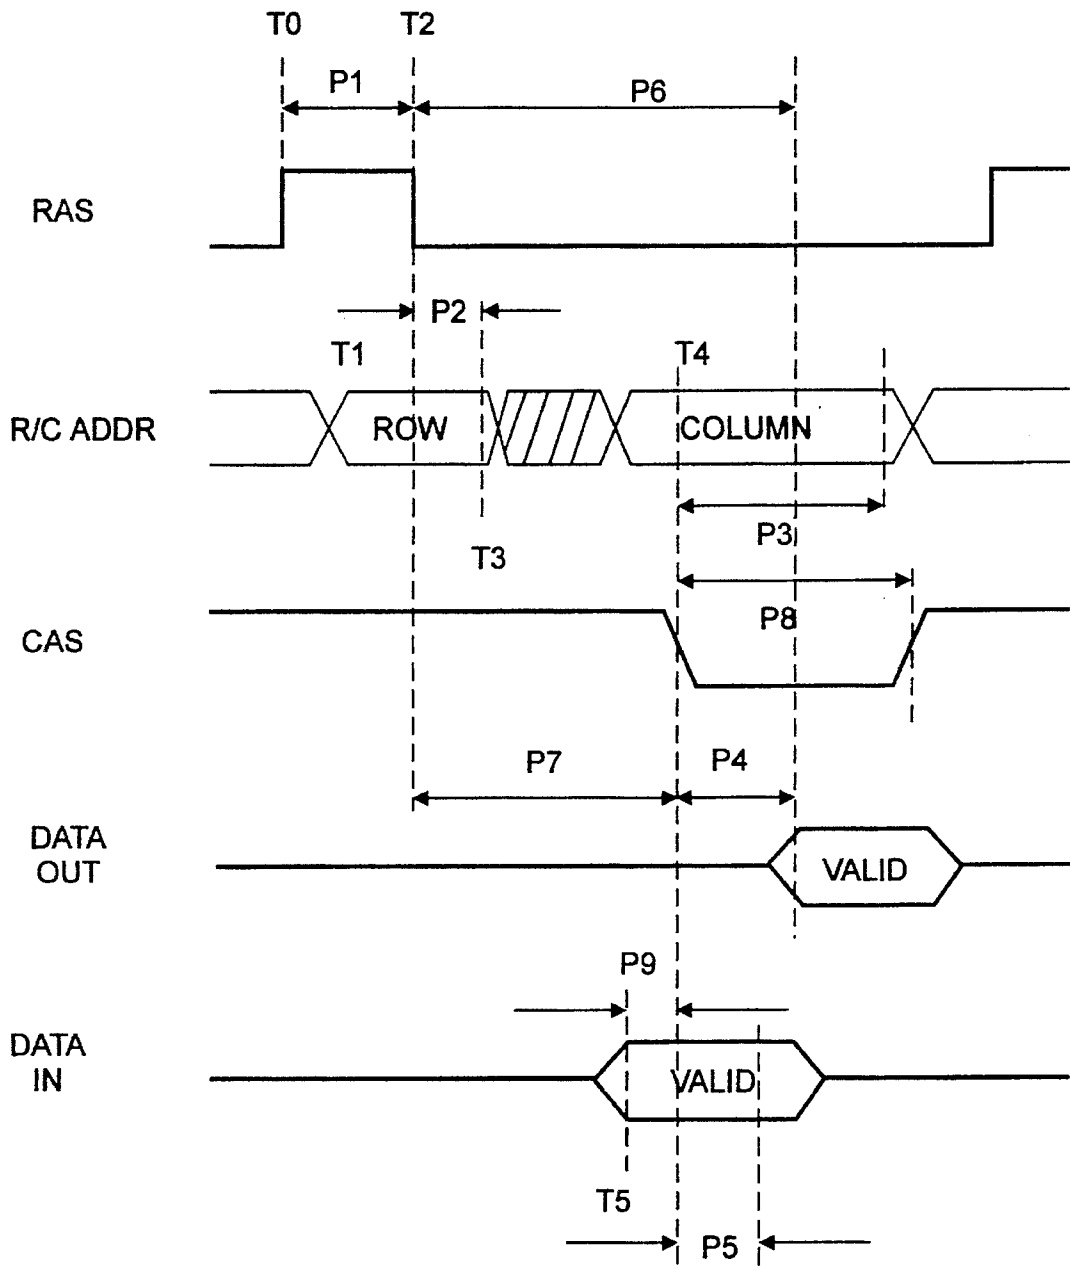 T0 T2
P1 P6
RAS
P2
T1 T4
R/C ADDR ROW COLUMN
P3
T3
P8
CAS
P7 P4
DATA
OUT
VALID
P9
DATA
IN
VALID
T5
P5